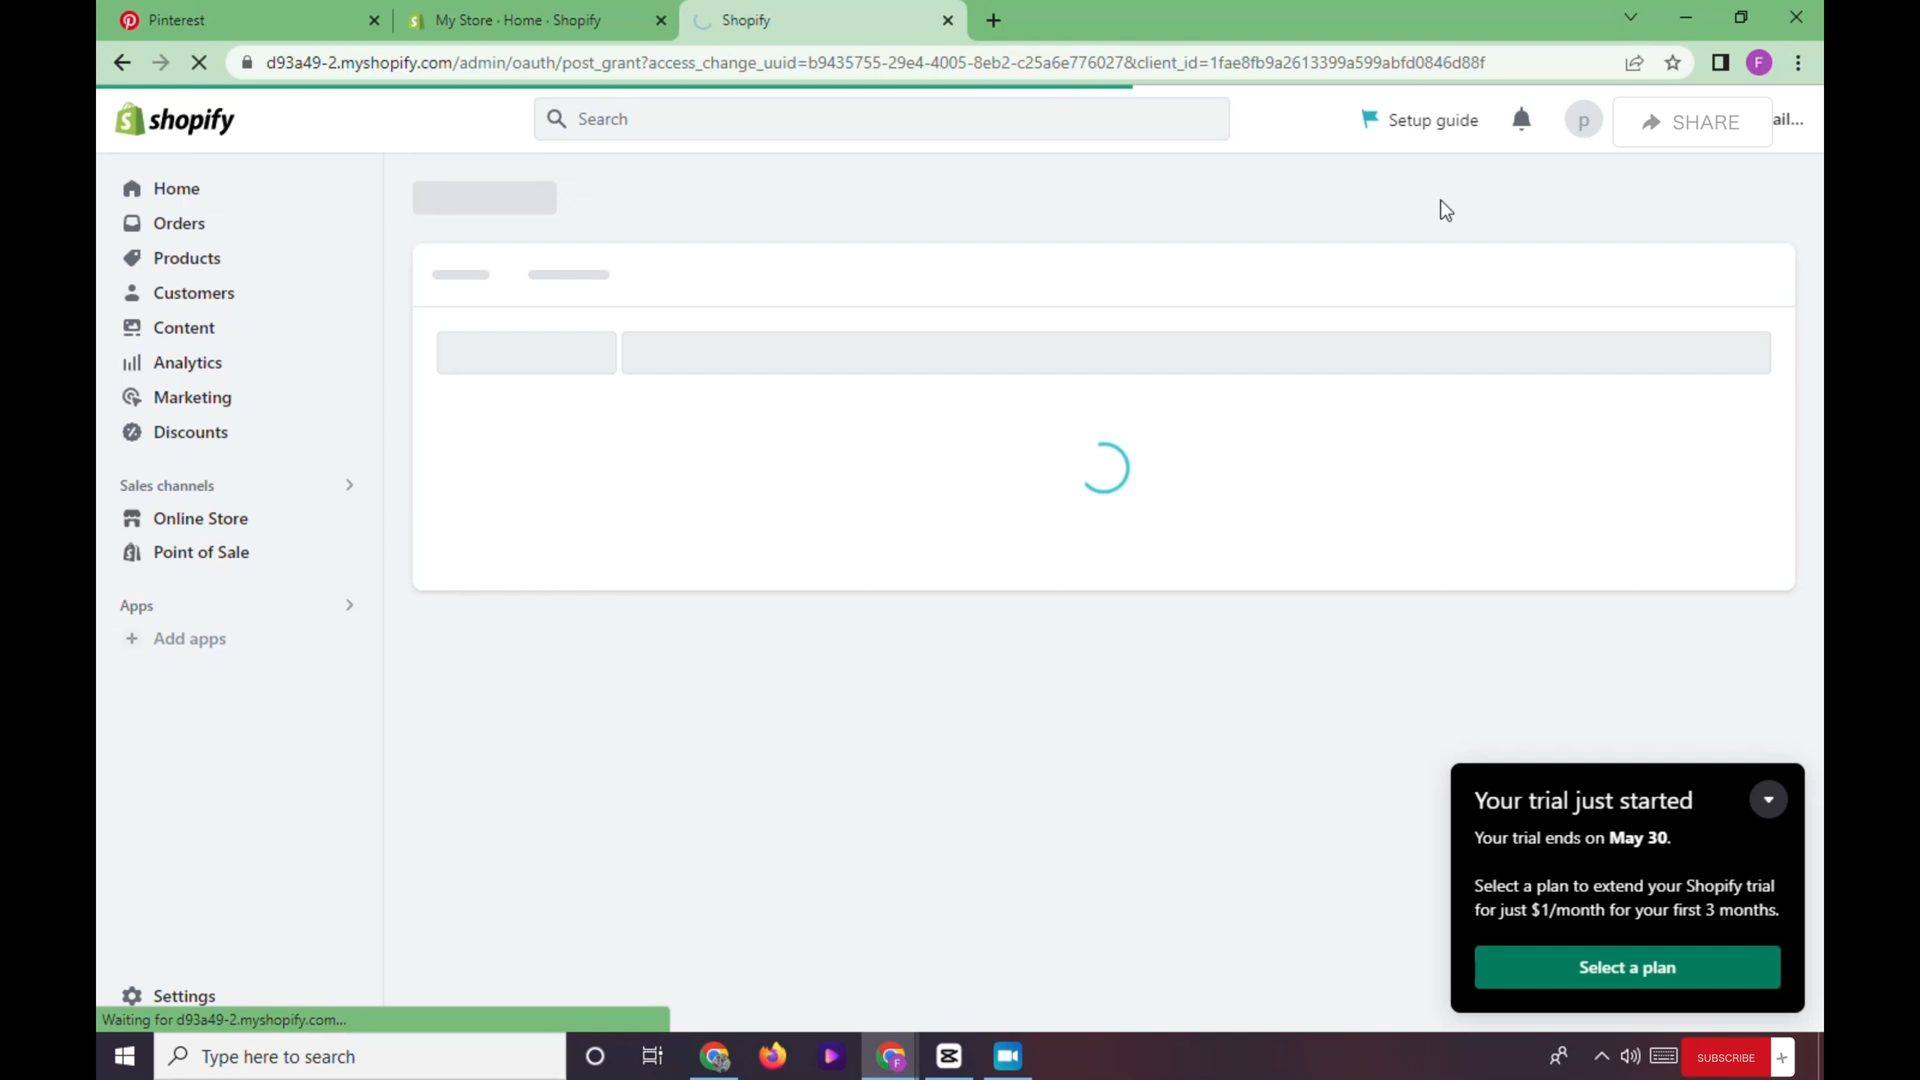 Pinterest
My Store · Home · Shopify
Shopify
d93a49-2.myshopify.com/admin/oauth/post_grant?access_change_uuid=b9435755-29e4-4005-8eb2-c25a6e776027&client_id=1fae8fb9a2613399a599abfd0846d88f
F
shopify
Search
Setup guide
p
SHARE
ail...
Home
Orders
Products
Customers
Content
Analytics
Marketing
Discounts
Sales channels
Online Store
Point of Sale
Apps
Add apps
Your trial just started
Your trial ends on May 30.
Select a plan to extend your Shopify trial
for just $1/month for your first 3 months.
Select a plan
Settings
Waiting for d93a49-2.myshopify.com...
Type here to search
F
SUBSCRIBE